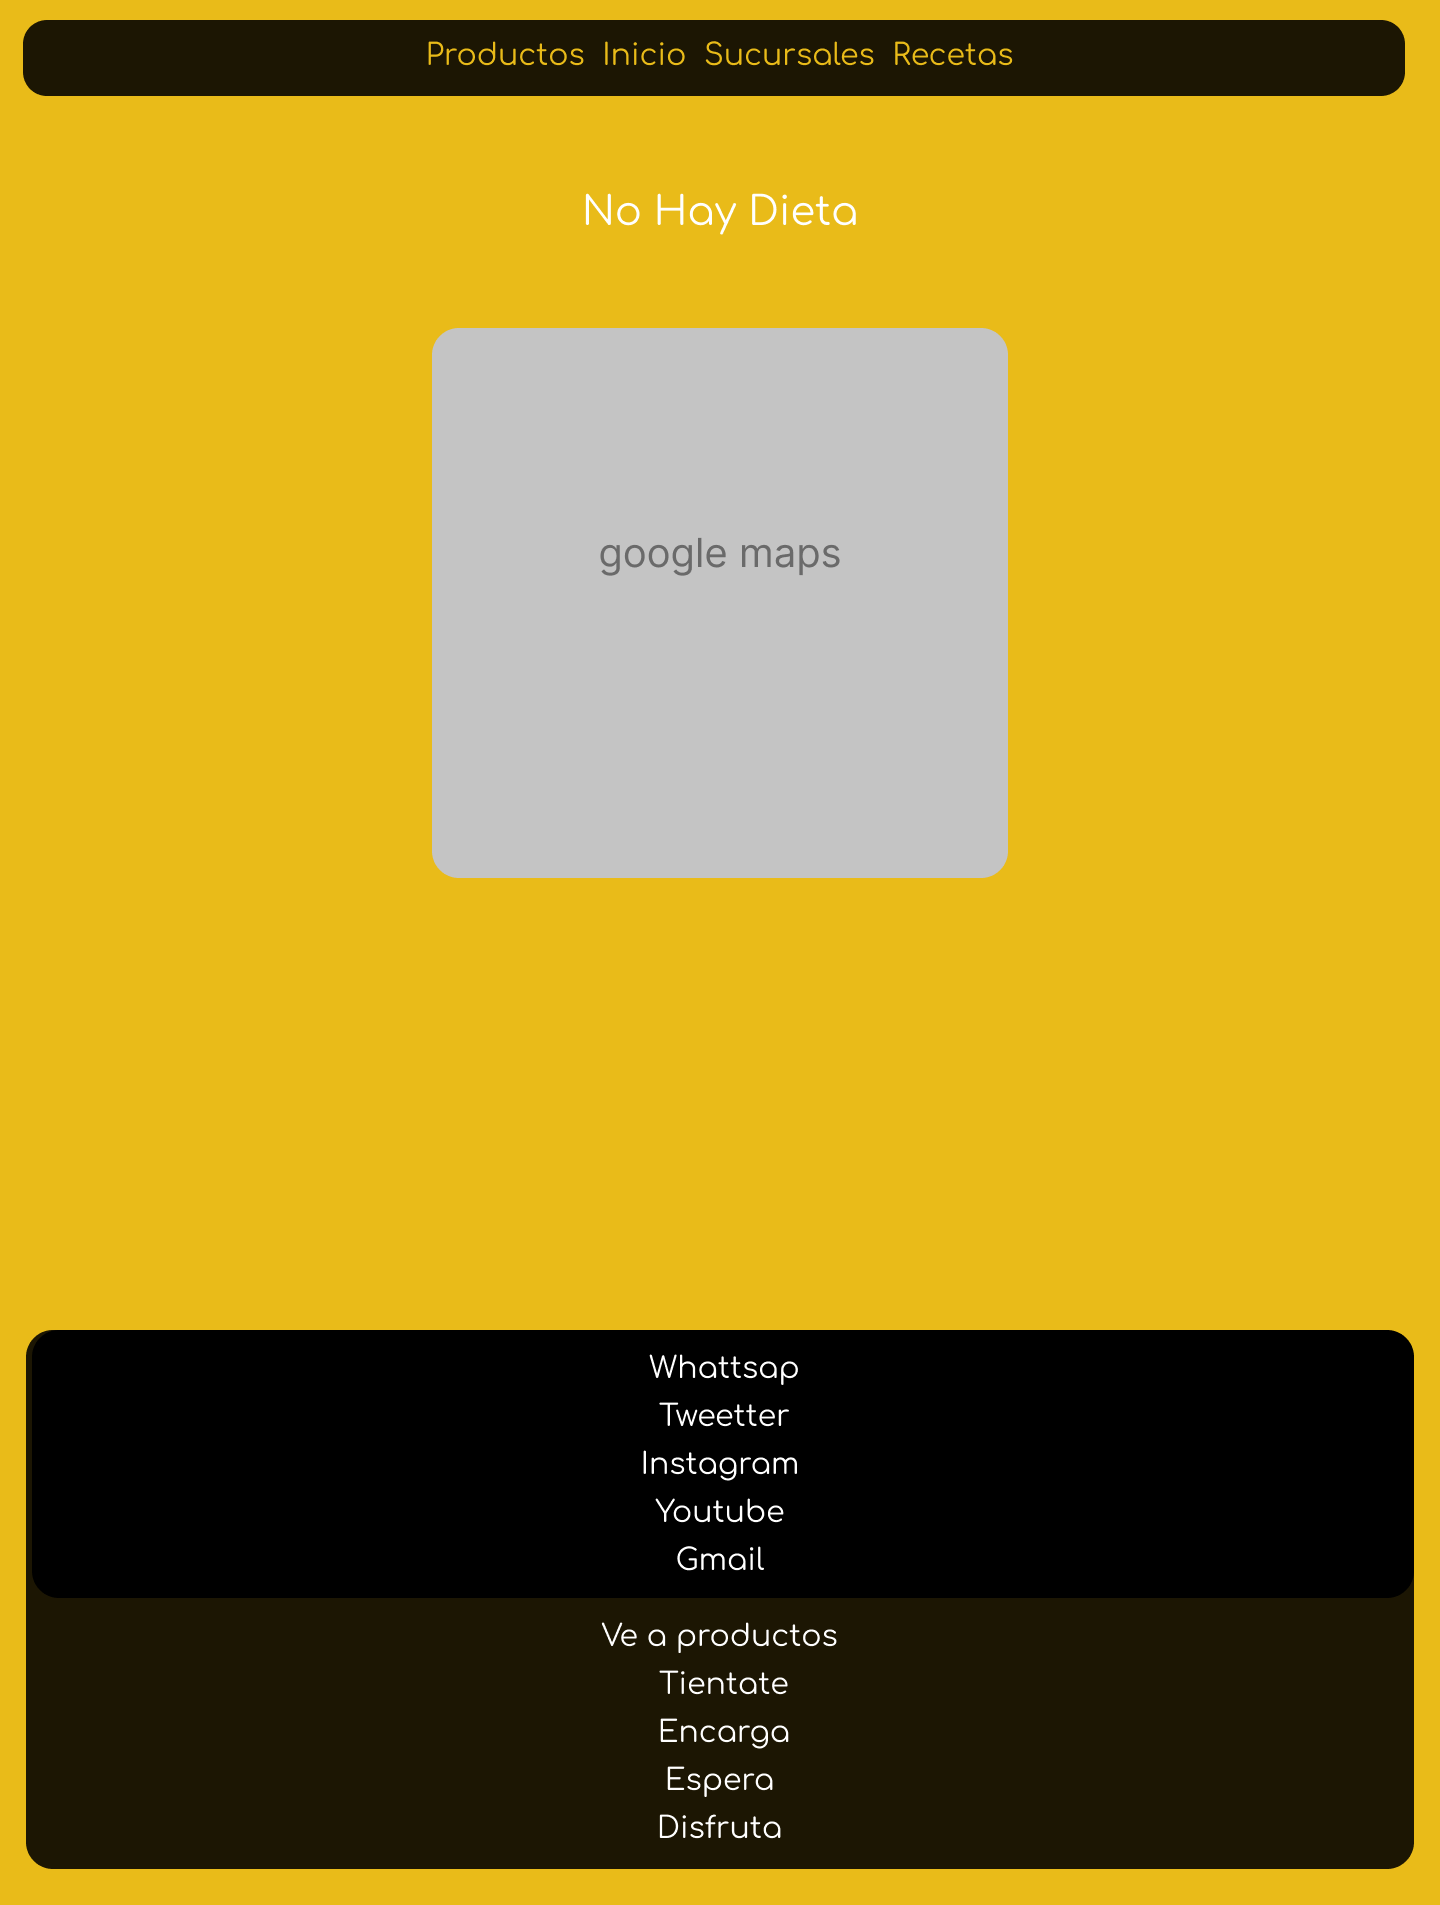 Productos Inicio Sucursales Recetas
No Hay Dieta
google maps
Whattsap
Tweetter
Instagram
Youtube
Gmail
Ve a productos
Tientate
Encarga
Espera
Disfruta